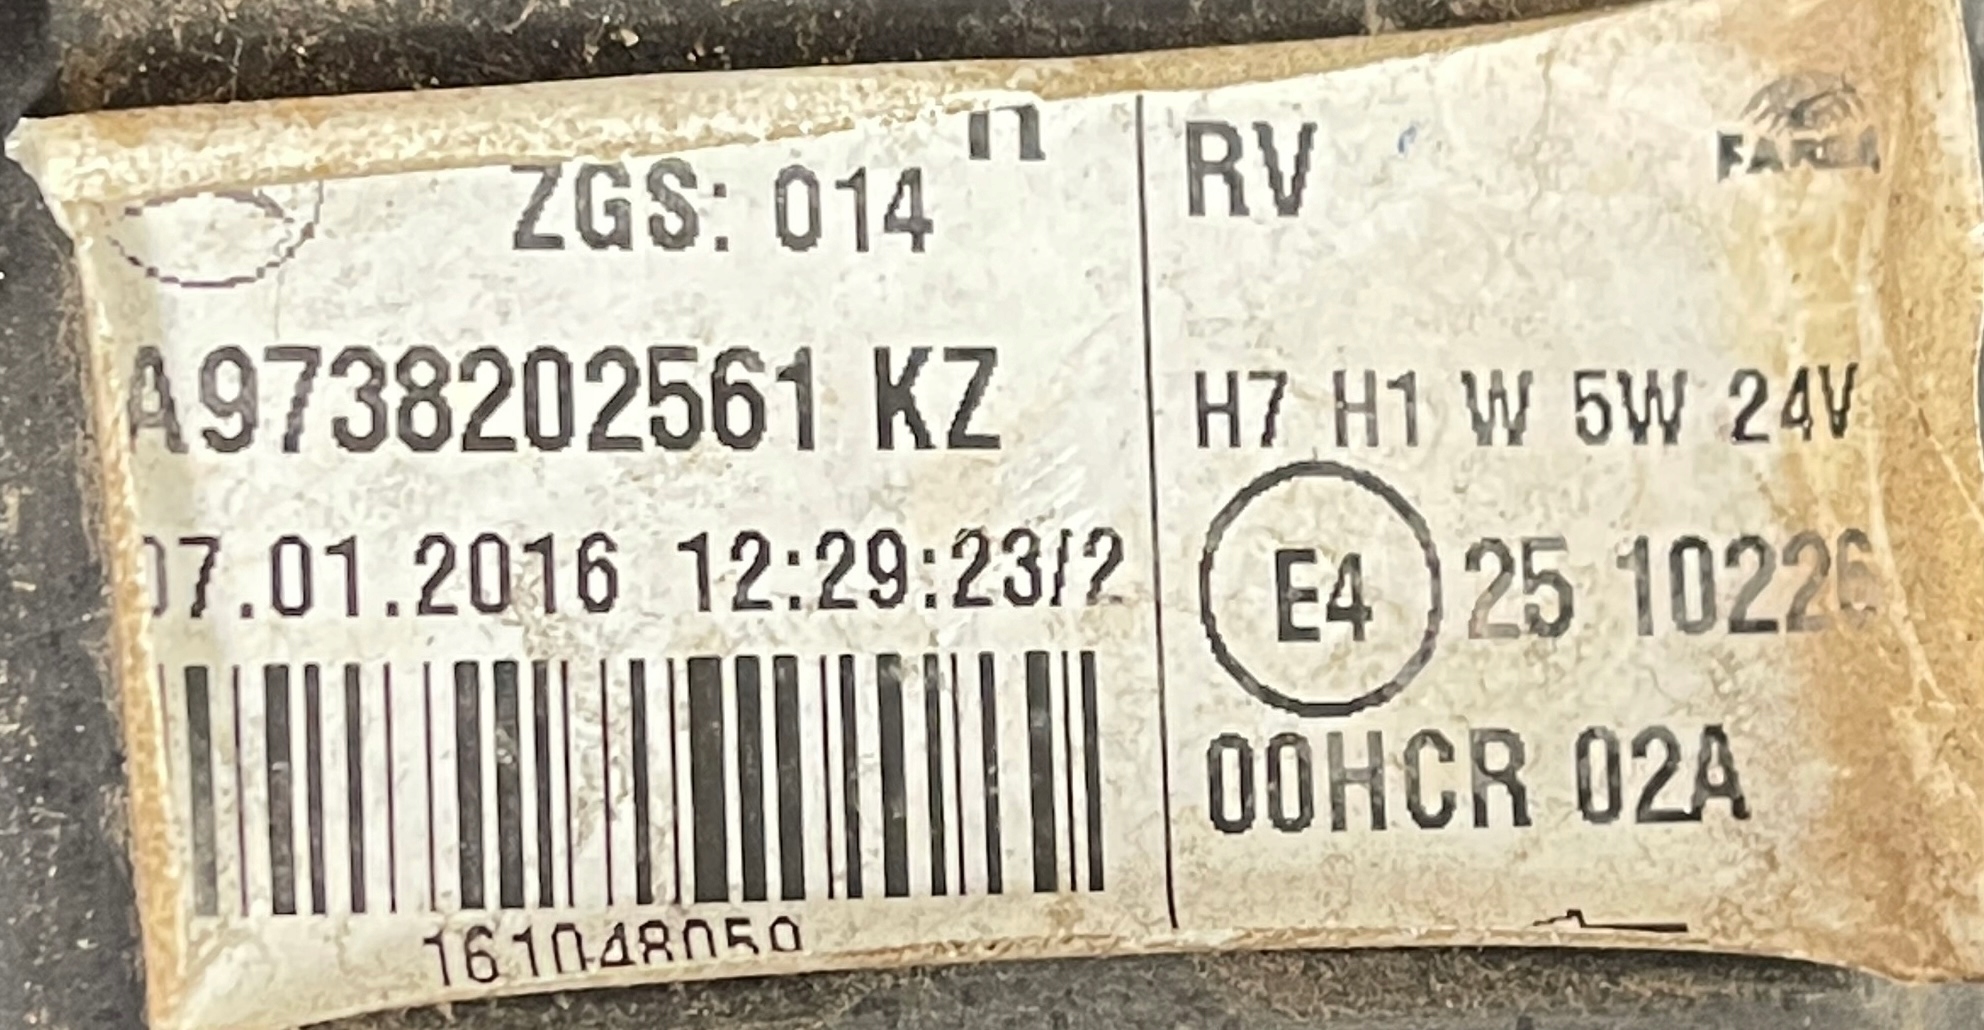 ZGS: 014
A9738202561 KZ
07.01.2016 12:29:23/2
161048059
RV
FARBA
H7 H1 W 5W 24V
E4 25 10226
00HCR 02A